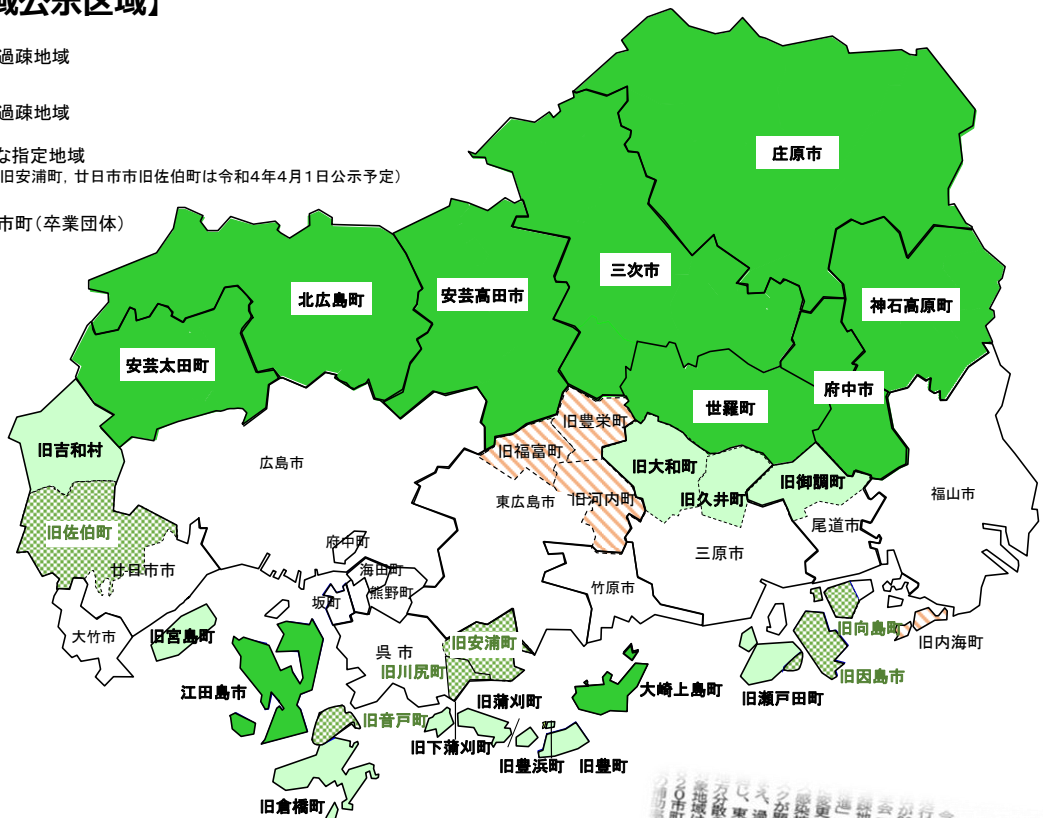 域公示区域】
過疎地域
過疎地域
な指定地域
旧安浦町,廿日市市旧佐伯町は令和4年4月1日公示予定）
市町（卒業団体）
庄原市
三次市
安芸高田市
北広島町
神石高原町
安芸太田町
府中市
世羅町
旧豊栄町
旧福富町
旧吉和村
広島市
旧大和町
旧御調町
東広島市
旧河内町
旧久井町
福山市
旧佐伯町
尾道市
府中町
三原市
廿日市市
海田町
熊野町
竹原市
坂町
大竹市
旧宮島町
呉市
旧安浦町
旧向島町
旧内海町
旧川尻町
旧因島市
江田島市
大崎上島町
旧瀬戸田町
旧蒲刈町
旧音戸町
旧下蒲刈町
旧豊浜町
旧豊町
旧倉橋町